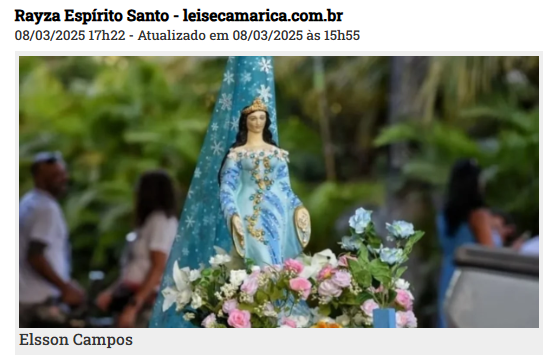 Rayza Espírito Santo - leisecamarica.com.br
08/03/2025 17h22 - Atualizado em 08/03/2025 às 15h55
Elsson Campos